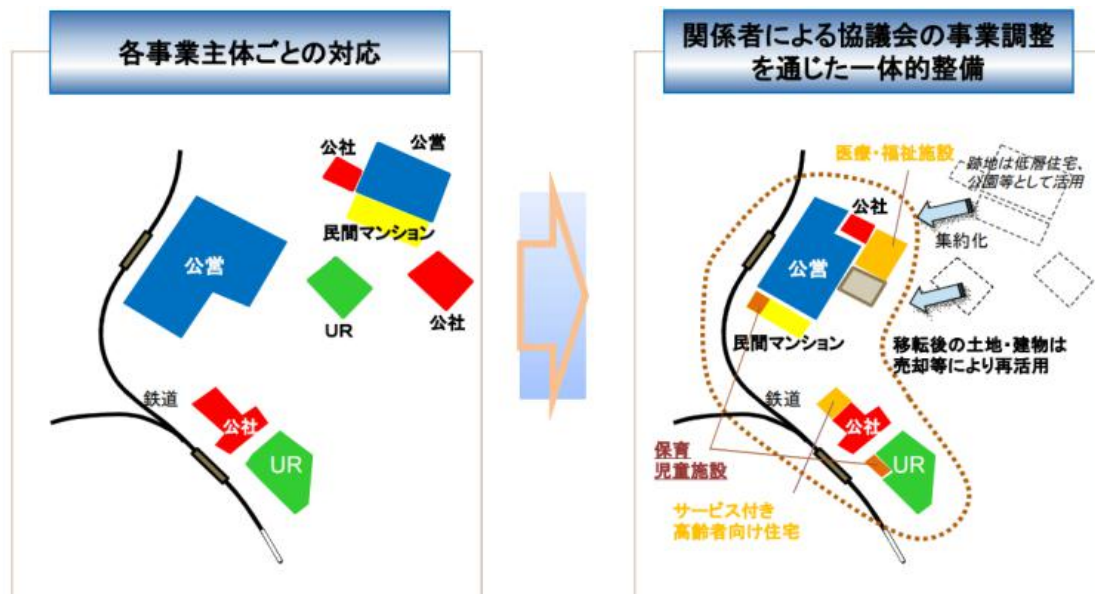 各事業主体ごとの対応
公社
公営
民間マンション
公営
UR
公社
鉄道
公社
UR
関係者による協議会の事業調整
を通じた一体的整備
医療・福祉施設
跡地は低層住宅、
公園等として活用
公社
集約化
公営
民間マンション
移転後の土地・建物は
売却等により再活用
鉄道
公社
保育
児童施設
UR
サービス付き
高齢者向け住宅